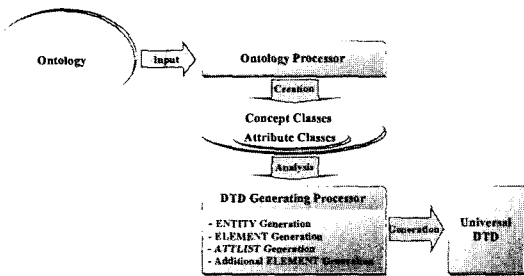 Ontology
Input
Ontology Processor
Creation
Concept Classes
Attribute Classes
Analysis
DTD Generating Processor
- ENTITY Generation
- ELEMENT Generation
- ATTLIST Generation
- Additional ELEMENT Generation
Generation
Universal
DTD